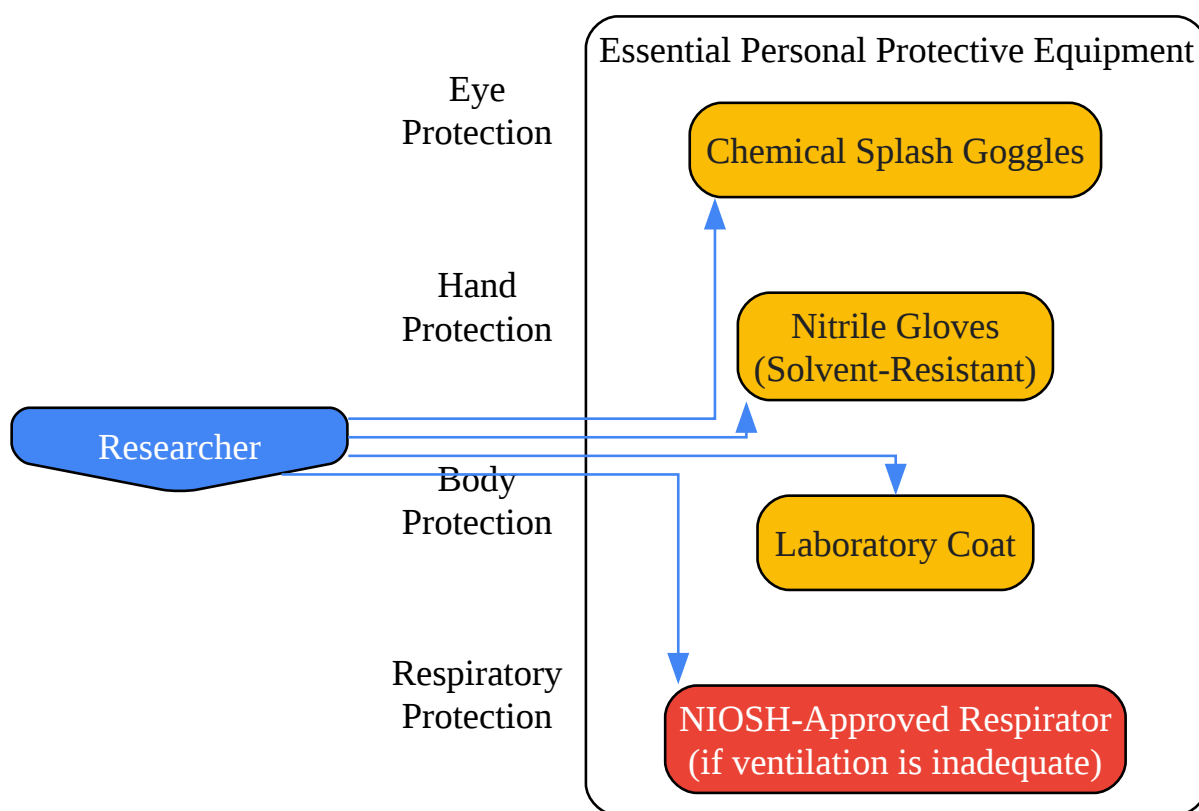 Essential Personal Protective Equipment
Eye
Protection
Chemical Splash Goggles
Hand
Protection
Nitrile Gloves
(Solvent-Resistant)
Researcher
Body
Protection
Laboratory Coat
Respiratory
Protection
NIOSH-Approved Respirator
(if ventilation is inadequate)